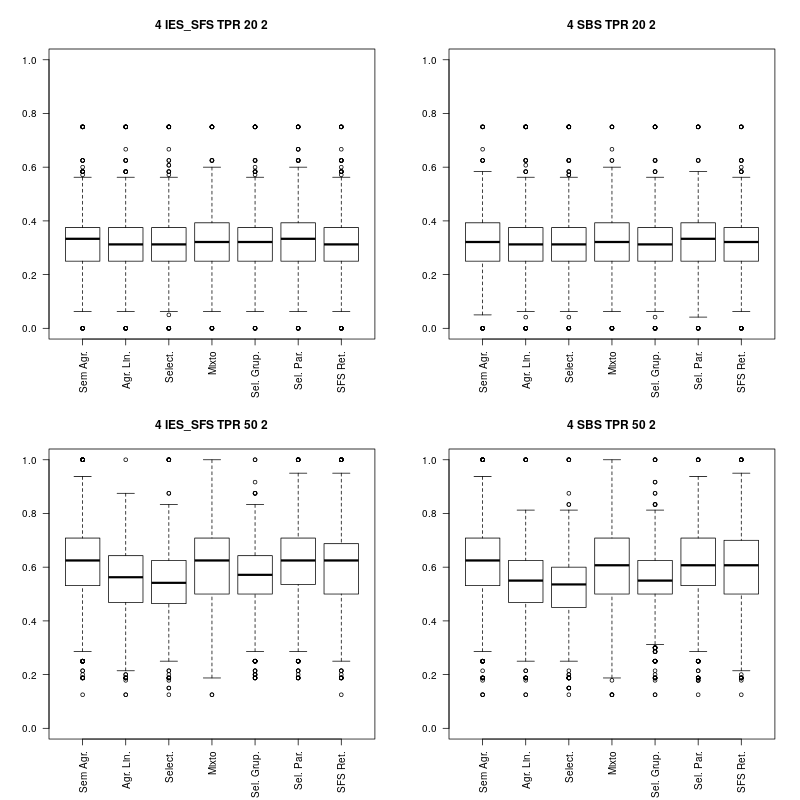 4 IES_SFS TPR 20 2
1.0
0.8
0.6
0.4
0.2
0.0
Sem Agr.
Agr. Lin.
Select.
Mixto
Sel. Grup.
Sel. Par.
SFS Ret.
4 SBS TPR 20 2
1.0
0.8
0.6
0.4
0.2
0.0
Sem Agr.
Agr. Lin.
Select.
Mixto
Sel. Grup.
Sel. Par.
SFS Ret.
4 IES_SFS TPR 50 2
1.0
0.8
0.6
0.4
0.2
0.0
Sem Agr.
Agr. Lin.
Select.
Mixto
Sel. Grup.
Sel. Par.
SFS Ret.
4 SBS TPR 50 2
1.0
0.8
0.6
0.4
0.2
0.0
Sem Agr.
Agr. Lin.
Select.
Mixto
Sel. Grup.
Sel. Par.
SFS Ret.